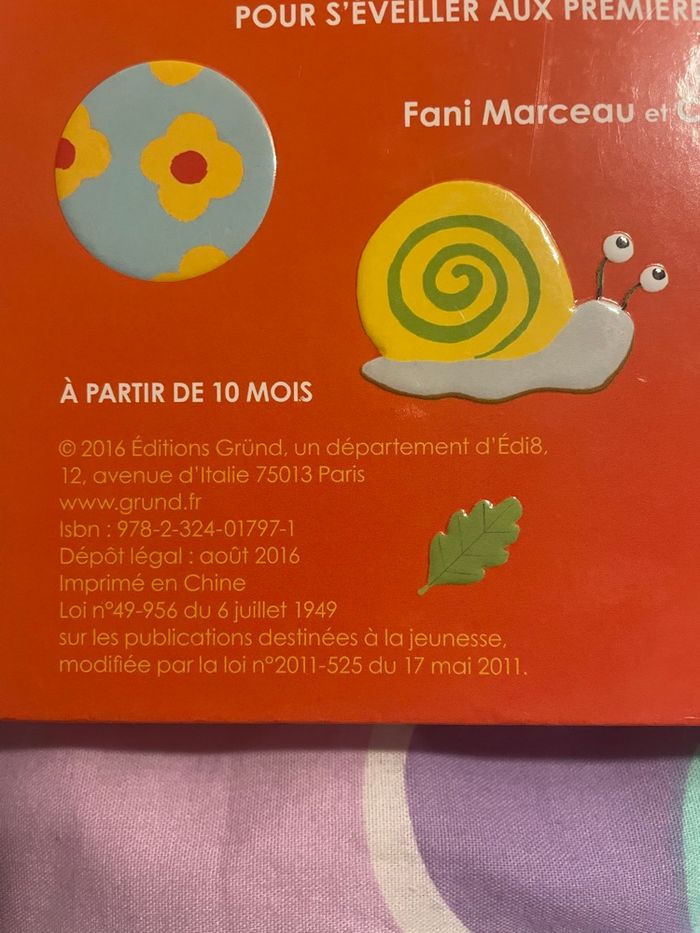 POUR S'ÉVEILLER AUX PREMIÈRE
Fani Marceau et
À PARTIR DE 10 MOIS
© 2016 Éditions Gründ, un département d'Édi8,
12, avenue d'Italie 75013 Paris
www.grund.fr
Isbn : 978-2-324-01797-1
Dépôt légal : août 2016
Imprimé en Chine
Loi n°49-956 du 6 juillet 1949
sur les publications destinées à la jeunesse,
modifiée par la loi n°2011-525 du 17 mai 2011.